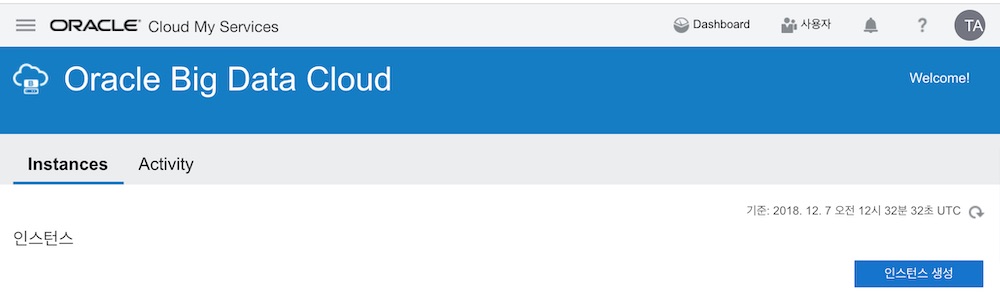 ORACLE Cloud My Services Dashboard 사용자 ? TA
Oracle Big Data Cloud Welcome!
Instances Activity
기준: 2018. 12. 7 오전 12시 32분 32초 UTC
인스턴스
인스턴스 생성